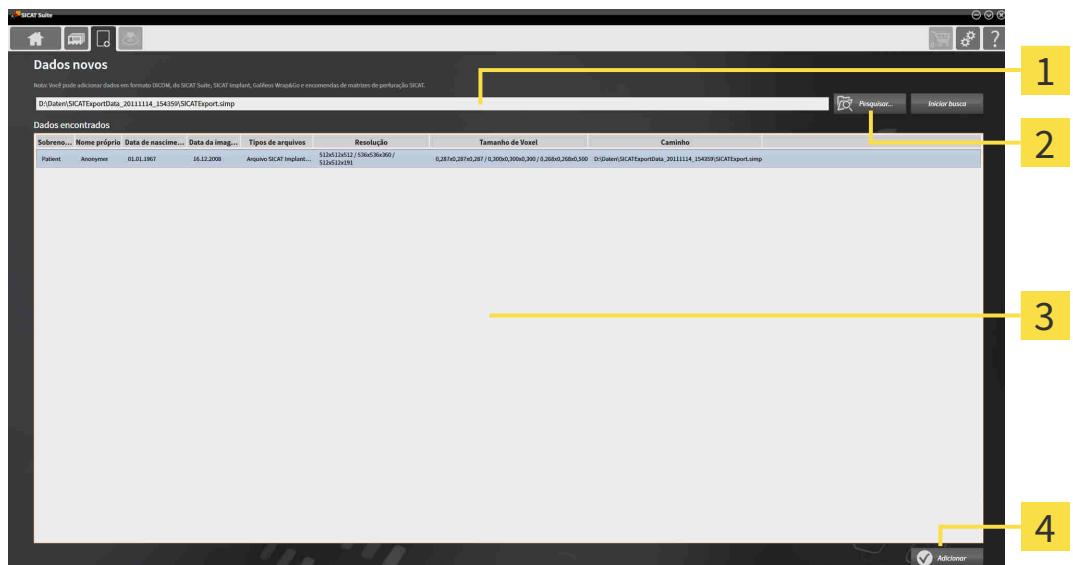 SICAT Suite
?
Dados novos
Nota: Você pode adicionar dados em formato DICOM, do SICAT Suite, SICAT Implant, Galileos Wrap&Go e encomendas de matrizes de perfuração SICAT.
D:\Daten\SICATExportData_20111114_154359\SICATExport.simp
Pesquisar...
Iniciar busca
Dados encontrados
Sobreno... Nome próprio Data de nascime... Data da imag... Tipos de arquivos Resolução Tamanho de Voxel Caminho
Patient Anonymer 01.01.1967 16.12.2008 Arquivo SICAT Implant... 512x512x512 / 536x536x360 / 0,287x0,287x0,287 / 0,300x0,300x0,300 / 0,268x0,268x0,500 D:\Daten\SICATExportData_20111114_154359\SICATExport.simp
512x512x191
Adicionar
1
2
3
4